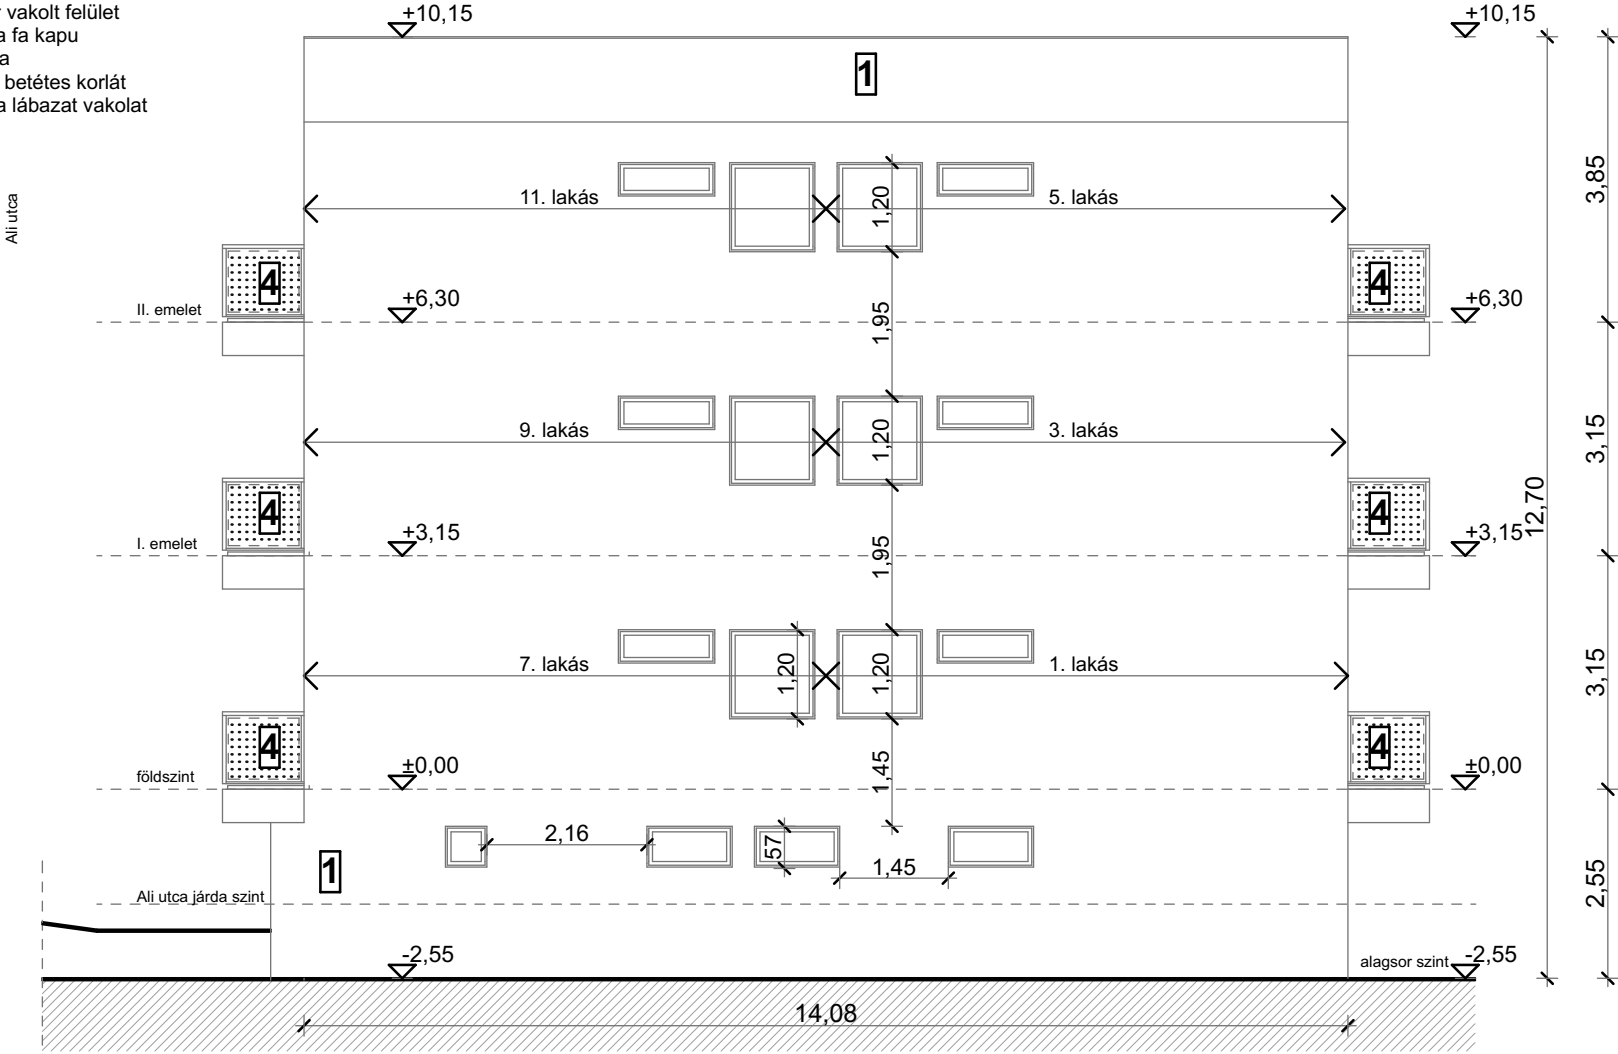 vakolt felület
a fa kapu
a
betétes korlát
a lábazat vakolat
Ali utca
+10,15
+10,15
1
3,85
11. lakás
1,20
5. lakás
4
4
II. emelet
+6,30
+6,30
1,95
9. lakás
1,20
3. lakás
3,15
12,70
4
4
I. emelet
+3,15
+3,15
1,95
7. lakás
1,20
1,20
1. lakás
3,15
4
4
földszint
±0,00
±0,00
1,45
2,16
57
1,45
1
2,55
Ali utca járda szint
-2,55
alagsor szint
-2,55
14,08